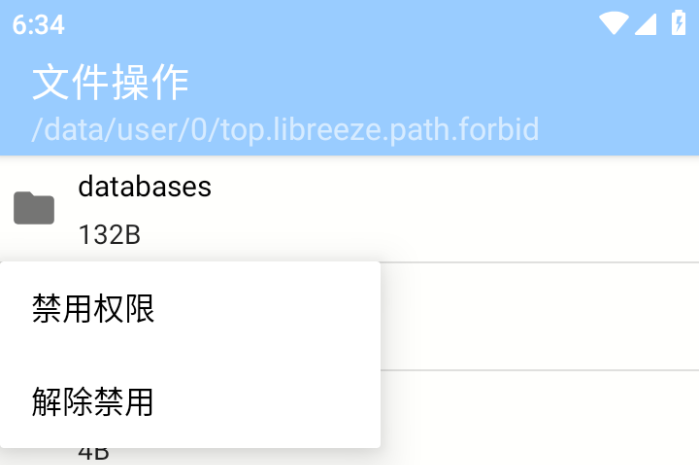 6:34
文件操作
/data/user/0/top.libreeze.path.forbid
databases
132B
禁用权限
解除禁用
4B